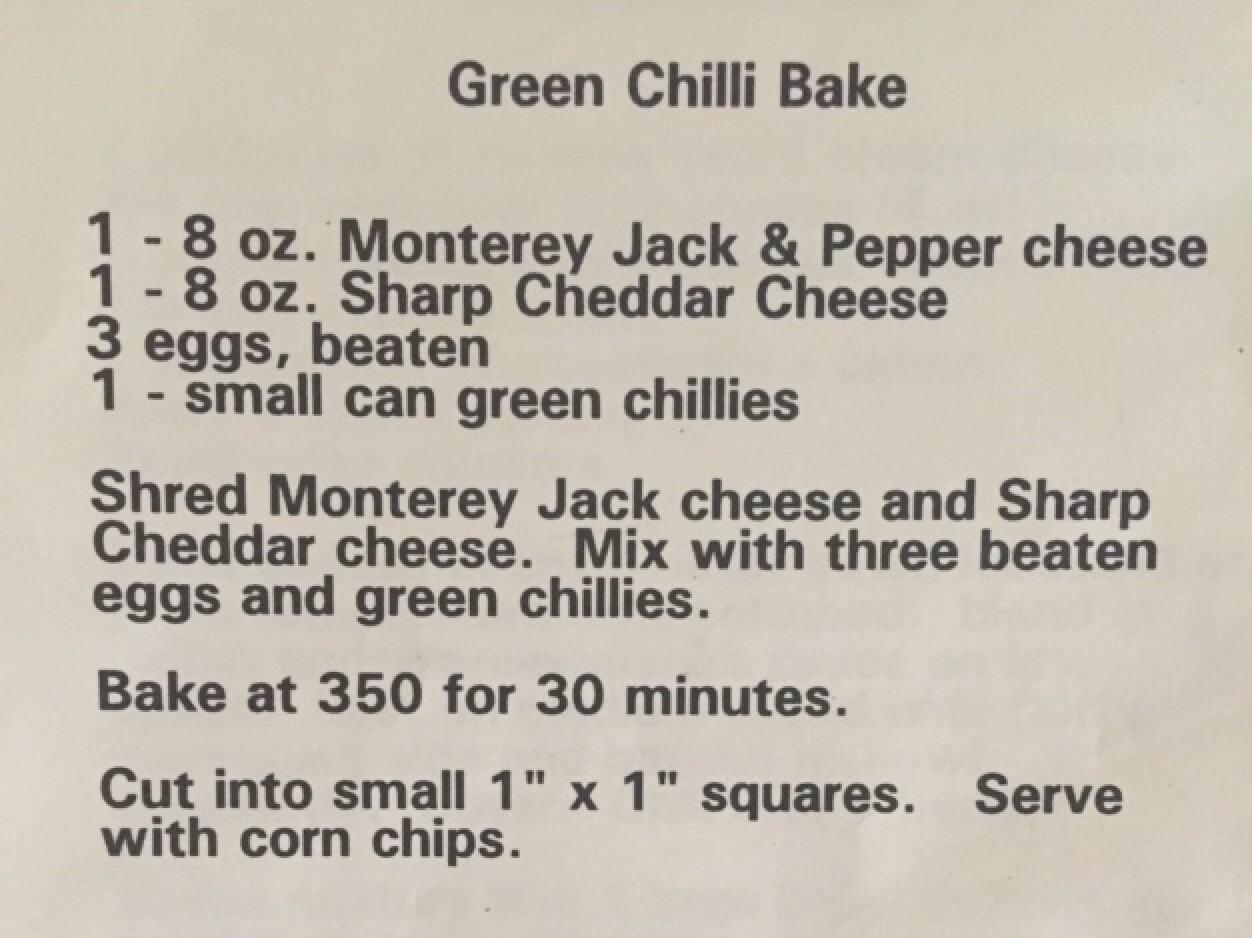 Green Chilli Bake
1 - 8 oz. Monterey Jack & Pepper cheese
1 - 8 oz. Sharp Cheddar Cheese
3 eggs, beaten
1 - small can green chillies
Shred Monterey Jack cheese and Sharp
Cheddar cheese. Mix with three beaten
eggs and green chillies.
Bake at 350 for 30 minutes.
Cut into small 1" x 1" squares. Serve
with corn chips.